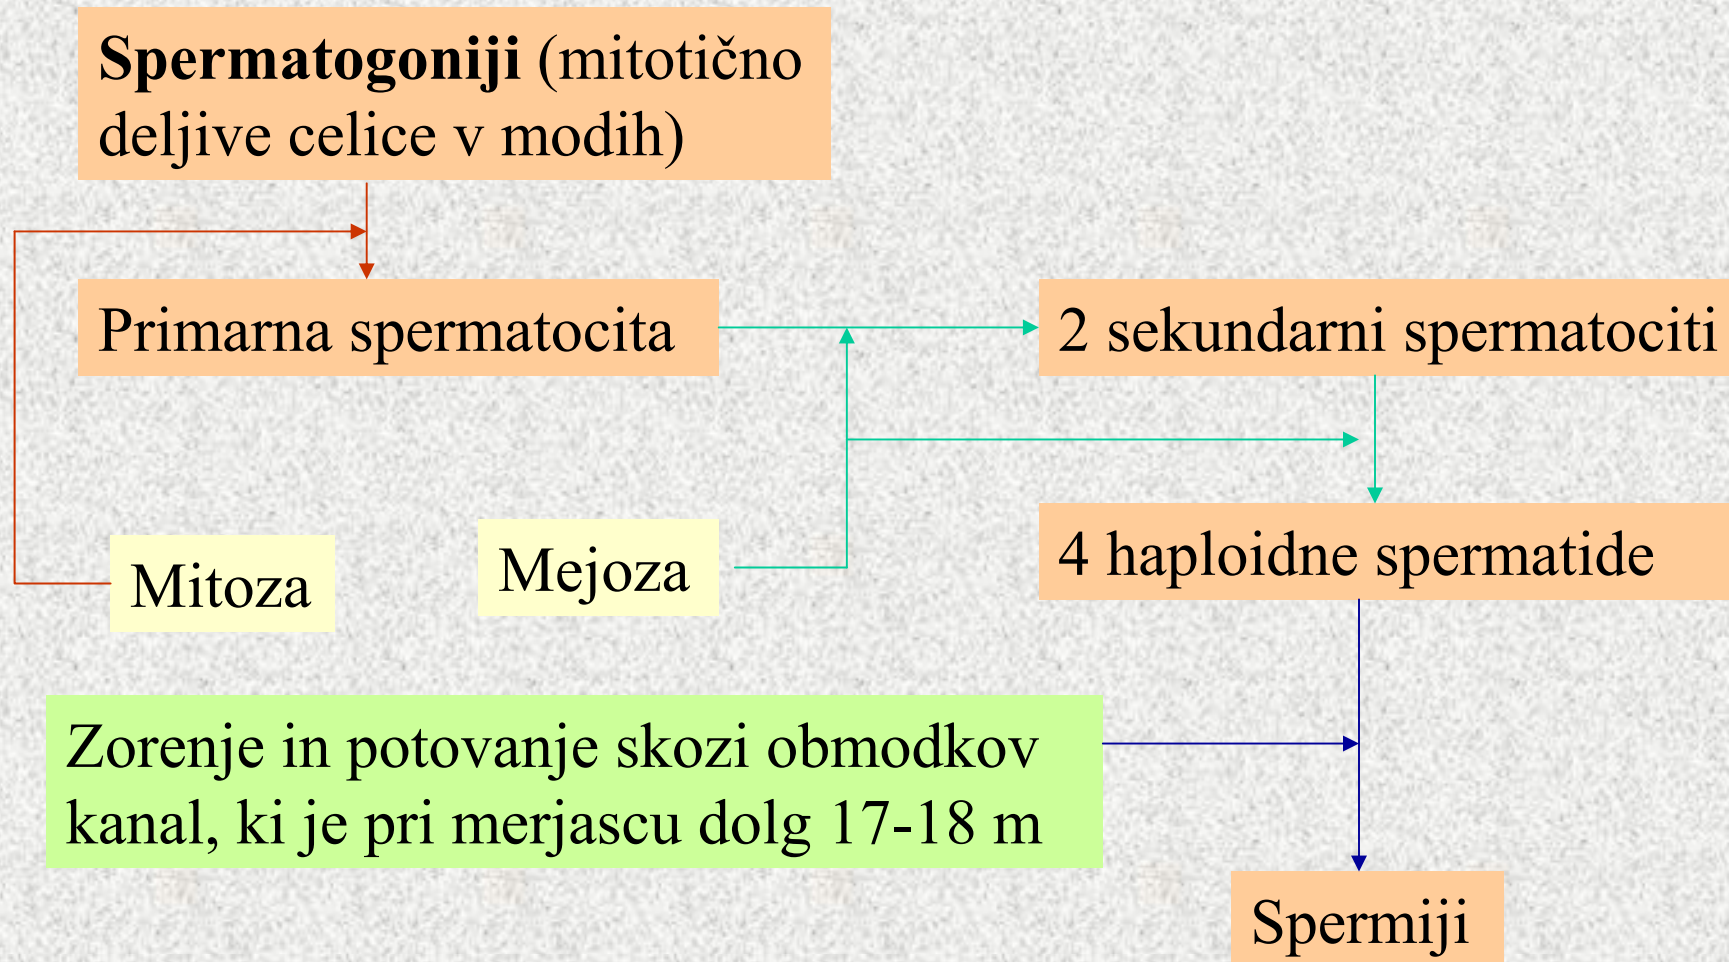 Spermatogoniji (mitotično
deljive celice v modih)
Primarna spermatocita
2 sekundarni spermatociti
Mitoza
Mejoza
4 haploidne spermatide
Zorenje in potovanje skozi obmodkov
kanal, ki je pri merjascu dolg 17-18 m
Spermiji